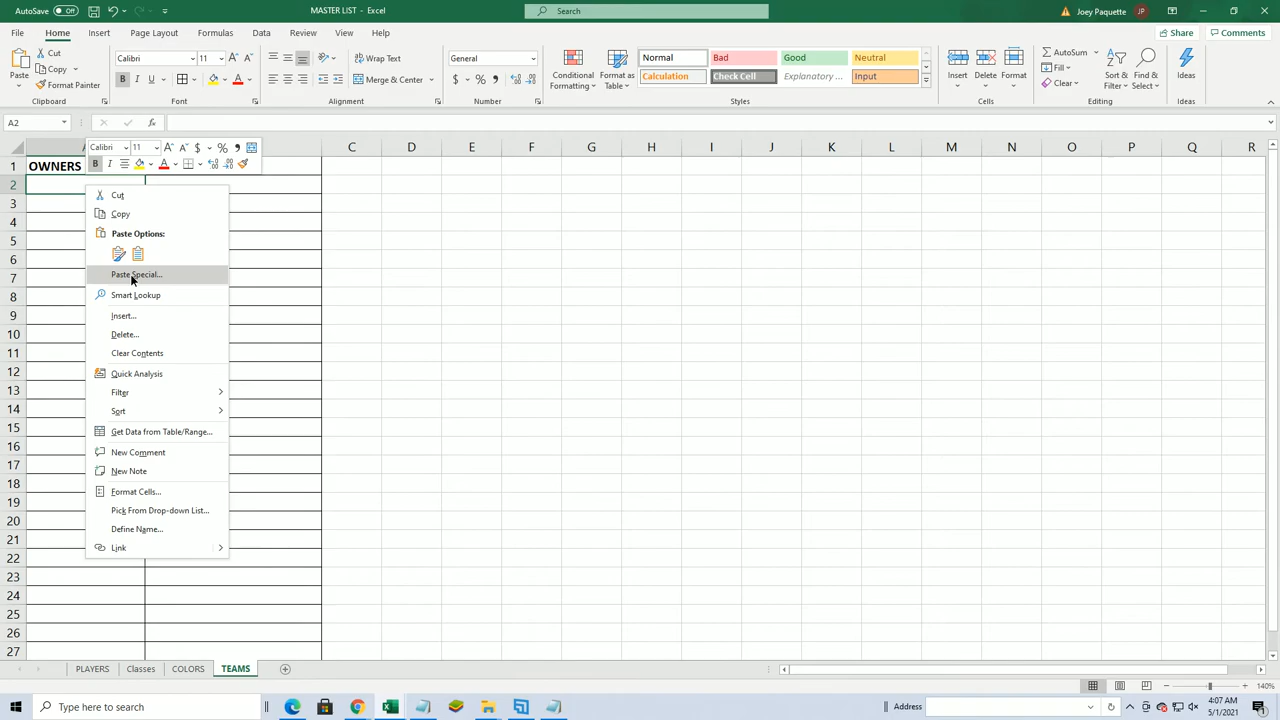 AutoSave Off MASTER LIST - Excel Search Joey Paquette JP
File Home Insert Page Layout Formulas Data Review View Help Share Comments
Paste Cut Copy Format Painter Clipboard
Calibri 11 B I U Font
Wrap Text Merge & Center Alignment
General $ % Number
Conditional Formatting Format as Table
Normal Bad Good Neutral
Calculation Check Cell Explanatory ... Input
Styles
Insert Delete Format Cells
AutoSum Fill Clear Sort & Filter Find & Select Editing
Ideas Ideas
A2 fx
Calibri 11 A A $ % 9
B I A
C D E F G H I J K L M N O P Q R
1 OWNERS
2
3
4
5
6
7
8
9
10
11
12
13
14
15
16
17
18
19
20
21
22
23
24
25
26
27
Cut
Copy
Paste Options:
Paste Special...
Smart Lookup
Insert...
Delete...
Clear Contents
Quick Analysis
Filter
Sort
Get Data from Table/Range...
New Comment
New Note
Format Cells...
Pick From Drop-down List...
Define Name...
Link
PLAYERS Classes COLORS TEAMS
140%
Type here to search Address 4:07 AM
5/1/2021